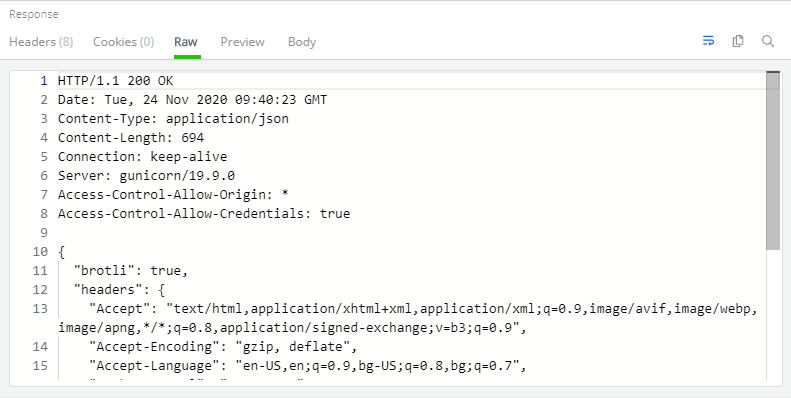 Response
Headers (8) Cookies (0) Raw Preview Body
1 HTTP/1.1 200 OK
2 Date: Tue, 24 Nov 2020 09:40:23 GMT
3 Content-Type: application/json
4 Content-Length: 694
5 Connection: keep-alive
6 Server: gunicorn/19.9.0
7 Access-Control-Allow-Origin: *
8 Access-Control-Allow-Credentials: true
9
10 {
11 "brotli": true,
12 "headers": {
13 "Accept": "text/html,application/xhtml+xml,application/xml;q=0.9,image/avif,image/webp,
image/apng,*/*;q=0.8,application/signed-exchange;v=b3;q=0.9",
14 "Accept-Encoding": "gzip, deflate",
15 "Accept-Language": "en-US,en;q=0.9,bg-US;q=0.8,bg;q=0.7",